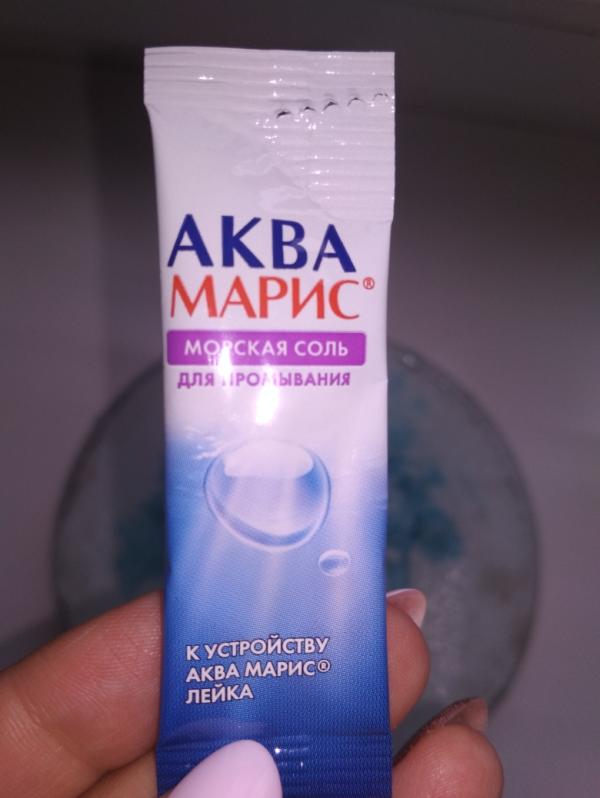 АКВА
МАРИС®
МОРСКАЯ СОЛЬ
ДЛЯ ПРОМЫВАНИЯ
К УСТРОЙСТВУ
АКВА МАРИС®
ЛЕЙКА